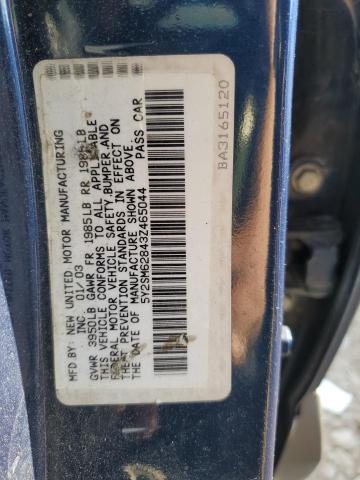 MFD BY: NEW UNITED MOTOR MANUFACTURING
INC 01/03
GVWR 3950LB GAWR FR 1985LB RR 1985LB
THIS VEHICLE CONFORMS TO ALL APPLICABLE
FEDERAL MOTOR VEHICLE SAFETY,BUMPER,AND
THEFT PREVENTION STANDARDS IN EFFECT ON
THE DATE OF MANUFACTURE SHOWN ABOVE.
5Y2SM62843Z465044 PASS CAR
BA3165120